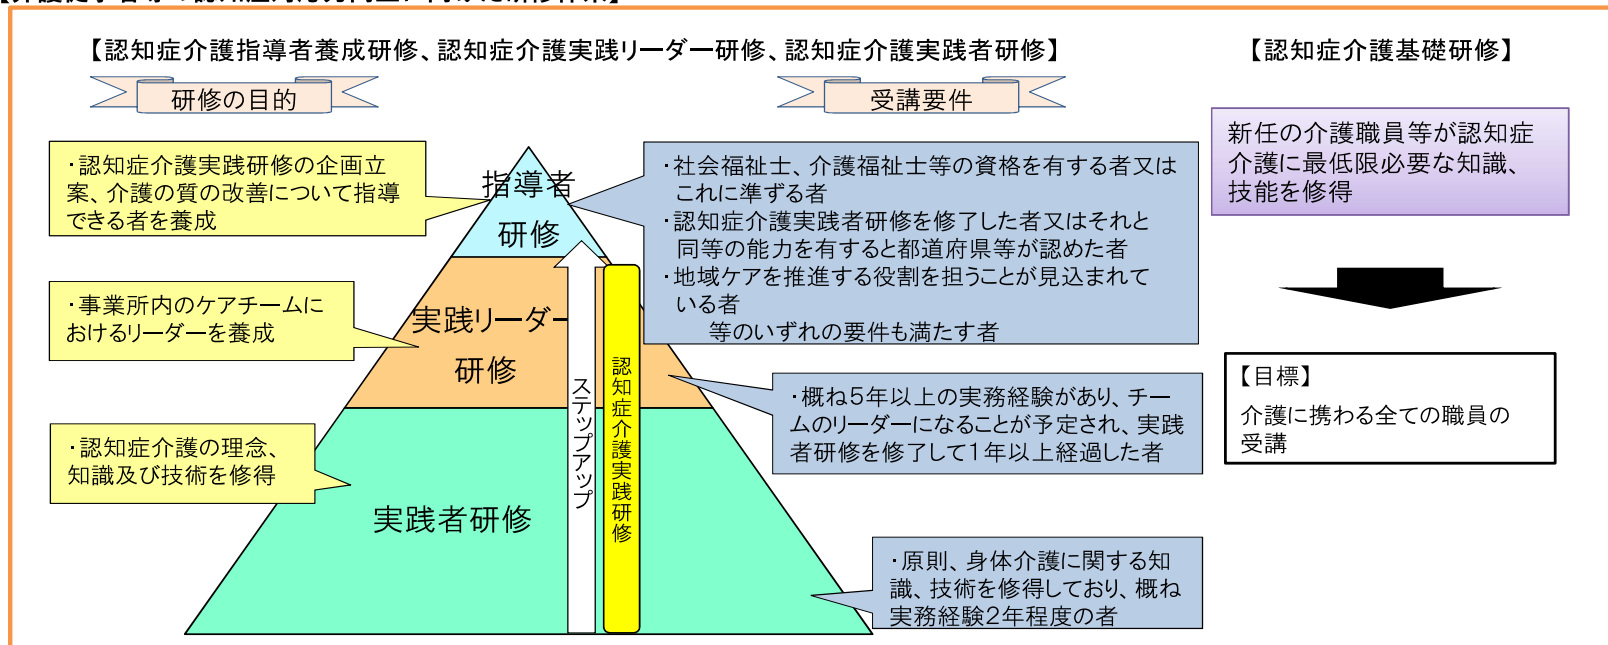 【認知症介護指導者養成研修、認知症介護実践リーダー研修、認知症介護実践者研修】
【認知症介護基礎研修】
研修の目的
受講要件
・認知症介護実践研修の企画立
案、介護の質の改善について指導
できる者を養成
指導者
研修
・社会福祉士、介護福祉士等の資格を有する者又は
これに準ずる者
・認知症介護実践者研修を修了した者又はそれと
同等の能力を有すると都道府県等が認めた者
・地域ケアを推進する役割を担うことが見込まれて
いる者
等のいずれの要件も満たす者
・事業所内のケアチームに
おけるリーダーを養成
実践リーダー
研修
・概ね5年以上の実務経験があり、チー
ムのリーダーになることが予定され、実践
者研修を修了して1年以上経過した者
・認知症介護の理念、
知識及び技術を修得
実践者研修
ステップアップ
認知症介護実践研修
・原則、身体介護に関する知
識、技術を修得しており、概ね
実務経験2年程度の者
新任の介護職員等が認知症
介護に最低限必要な知識、
技能を修得
【目標】
介護に携わる全ての職員の
受講